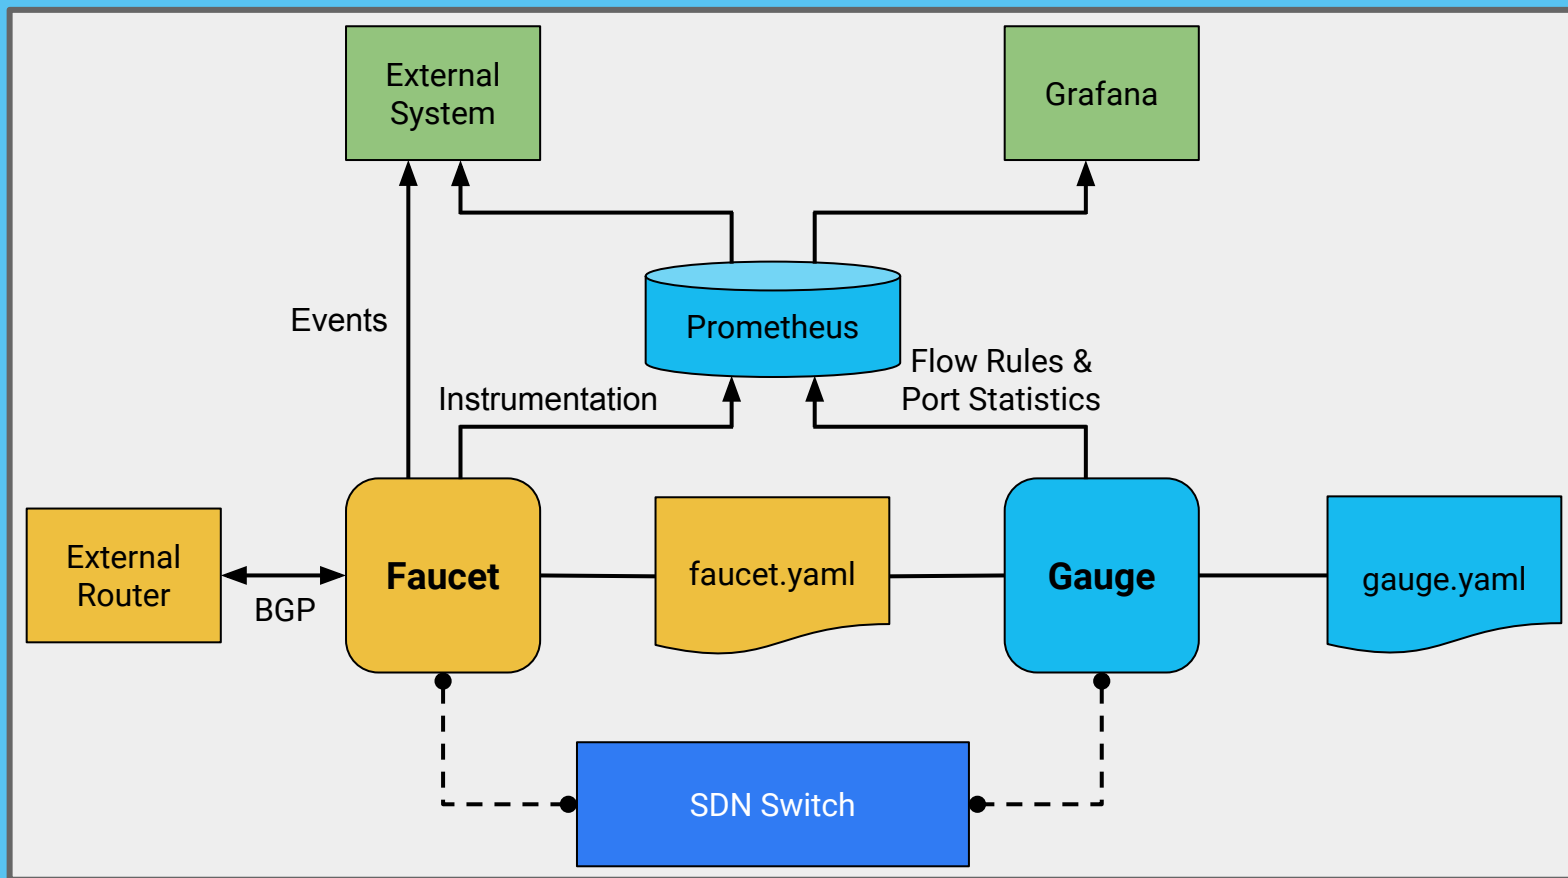 External
System
Grafana
Events
Prometheus
Instrumentation
Flow Rules &
Port Statistics
External
Router
BGP
Faucet
faucet.yaml
Gauge
gauge.yaml
SDN Switch